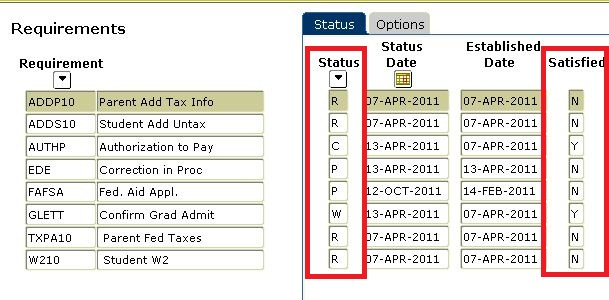 Requirements
Status Options
Requirement Status Status Date Established Date Satisfied
ADDP10 Parent Add Tax Info R 07-APR-2011 07-APR-2011 N
ADDS10 Student Add Untax R 07-APR-2011 07-APR-2011 N
AUTHP Authorization to Pay C 13-APR-2011 07-APR-2011 Y
EDE Correction in Proc P 13-APR-2011 13-APR-2011 N
FAFSA Fed. Aid Appl. P 12-OCT-2011 14-FEB-2011 N
GLETT Confirm Grad Admit W 13-APR-2011 07-APR-2011 Y
TXPA10 Parent Fed Taxes R 07-APR-2011 07-APR-2011 N
W210 Student W2 R 07-APR-2011 07-APR-2011 N